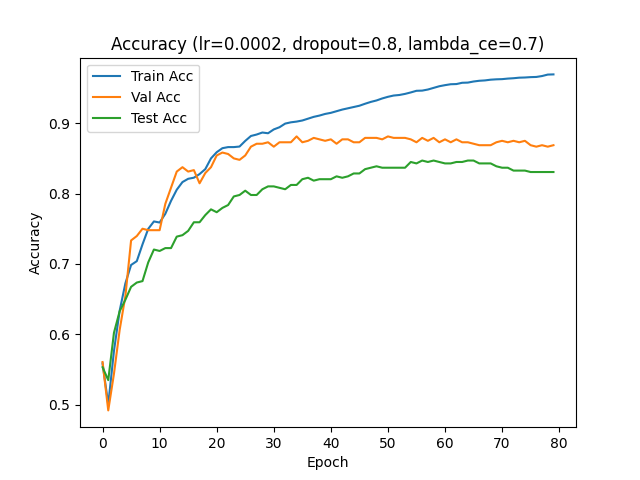 Accuracy (lr=0.0002, dropout=0.8, lambda_ce=0.7)
Train Acc
Val Acc
Test Acc
0.9
0.8
0.7
0.6
0.5
Accuracy
0 10 20 30 40 50 60 70 80
Epoch